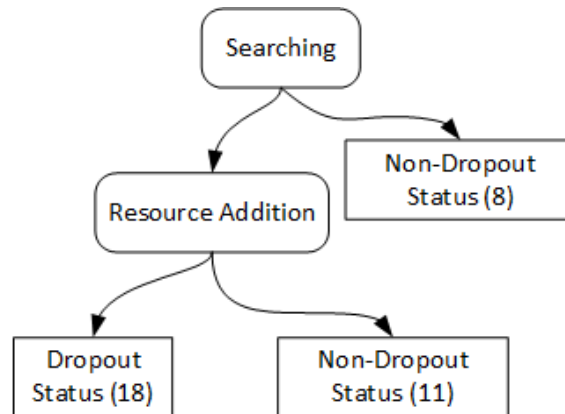 Searching
Non-Dropout
Status (8)
Resource Addition
Dropout
Status (18)
Non-Dropout
Status (11)